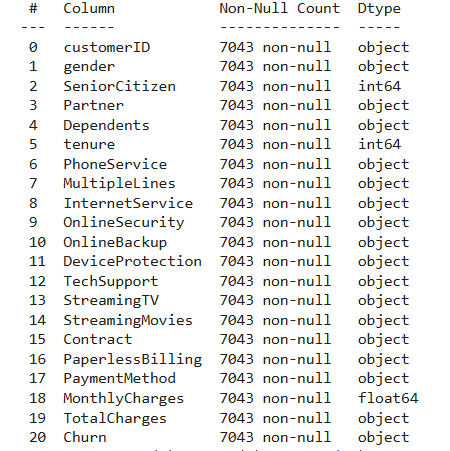 #   Column            Non-Null Count  Dtype
---  ------            --------------  -----
0   customerID        7043 non-null   object
1   gender            7043 non-null   object
2   SeniorCitizen     7043 non-null   int64
3   Partner           7043 non-null   object
4   Dependents        7043 non-null   object
5   tenure            7043 non-null   int64
6   PhoneService      7043 non-null   object
7   MultipleLines     7043 non-null   object
8   InternetService   7043 non-null   object
9   OnlineSecurity    7043 non-null   object
10  OnlineBackup      7043 non-null   object
11  DeviceProtection  7043 non-null   object
12  TechSupport       7043 non-null   object
13  StreamingTV       7043 non-null   object
14  StreamingMovies   7043 non-null   object
15  Contract          7043 non-null   object
16  PaperlessBilling  7043 non-null   object
17  PaymentMethod     7043 non-null   object
18  MonthlyCharges    7043 non-null   float64
19  TotalCharges      7043 non-null   object
20  Churn             7043 non-null   object